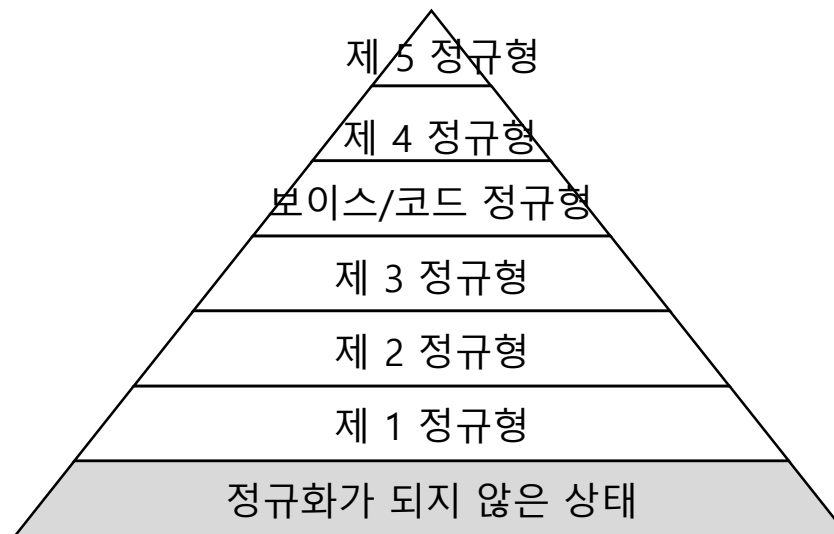 제 5 정규형
제 4 정규형
보이스/코드 정규형
제 3 정규형
제 2 정규형
제 1 정규형
정규화가 되지 않은 상태